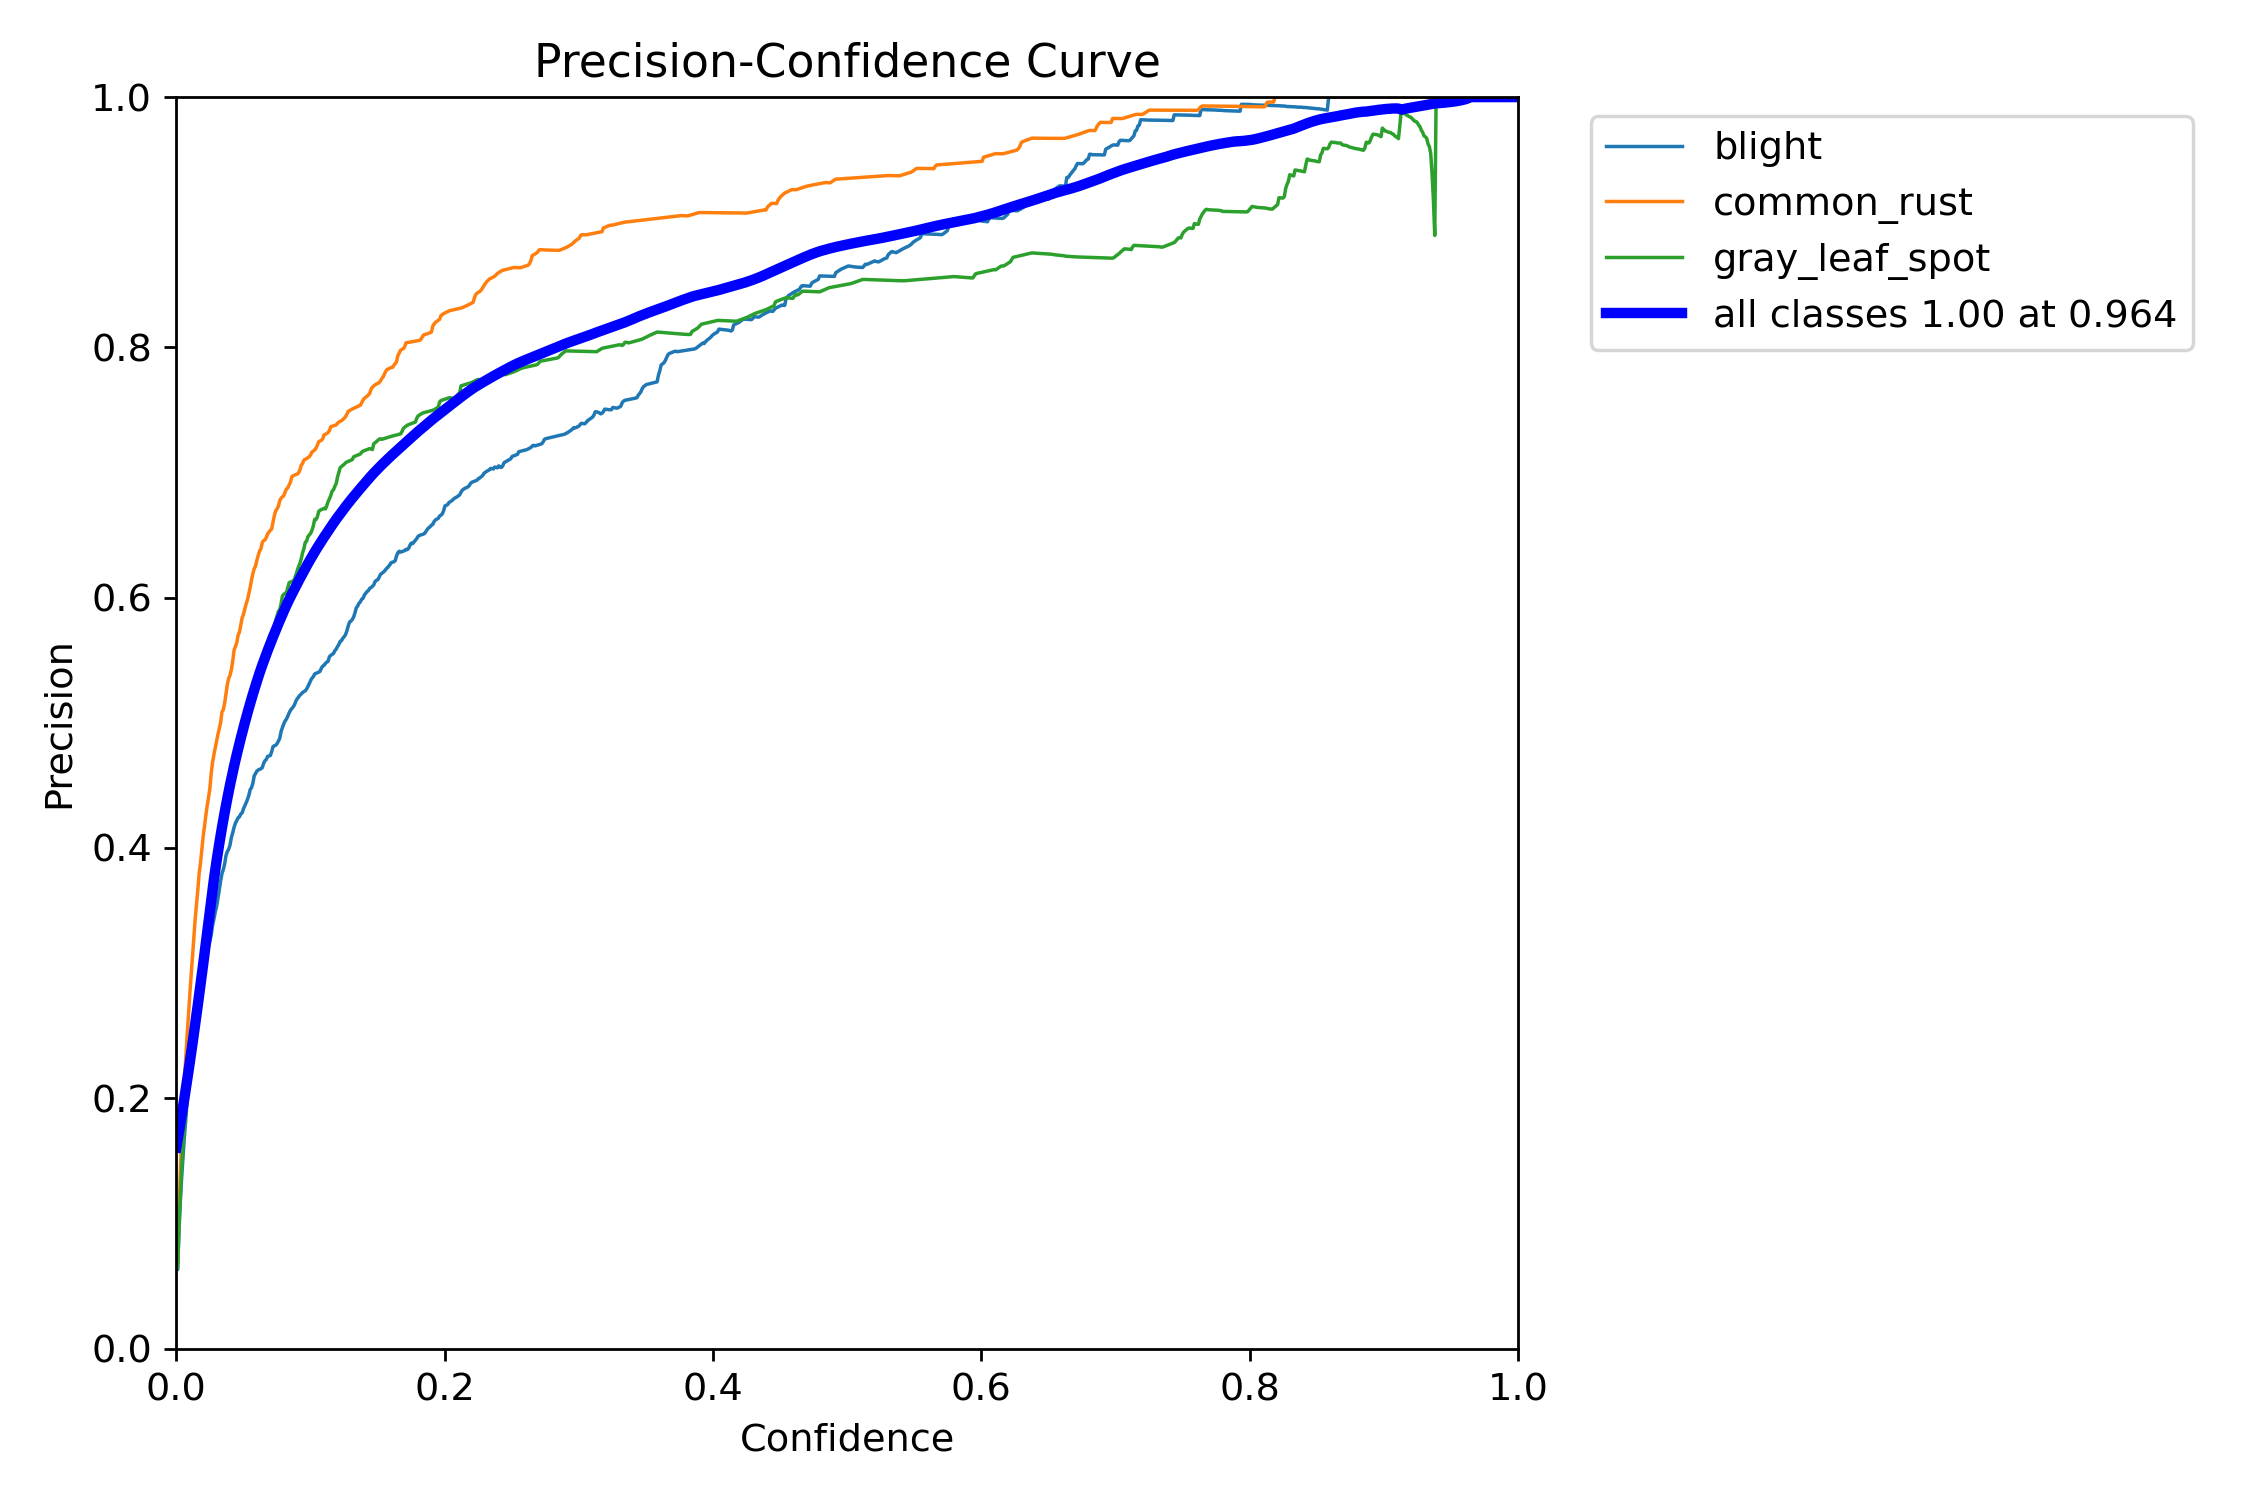 Precision-Confidence Curve
1.0
0.8
0.6
0.4
0.2
0.0
Precision
0.0 0.2 0.4 0.6 0.8 1.0
Confidence
blight
common_rust
gray_leaf_spot
all classes 1.00 at 0.964